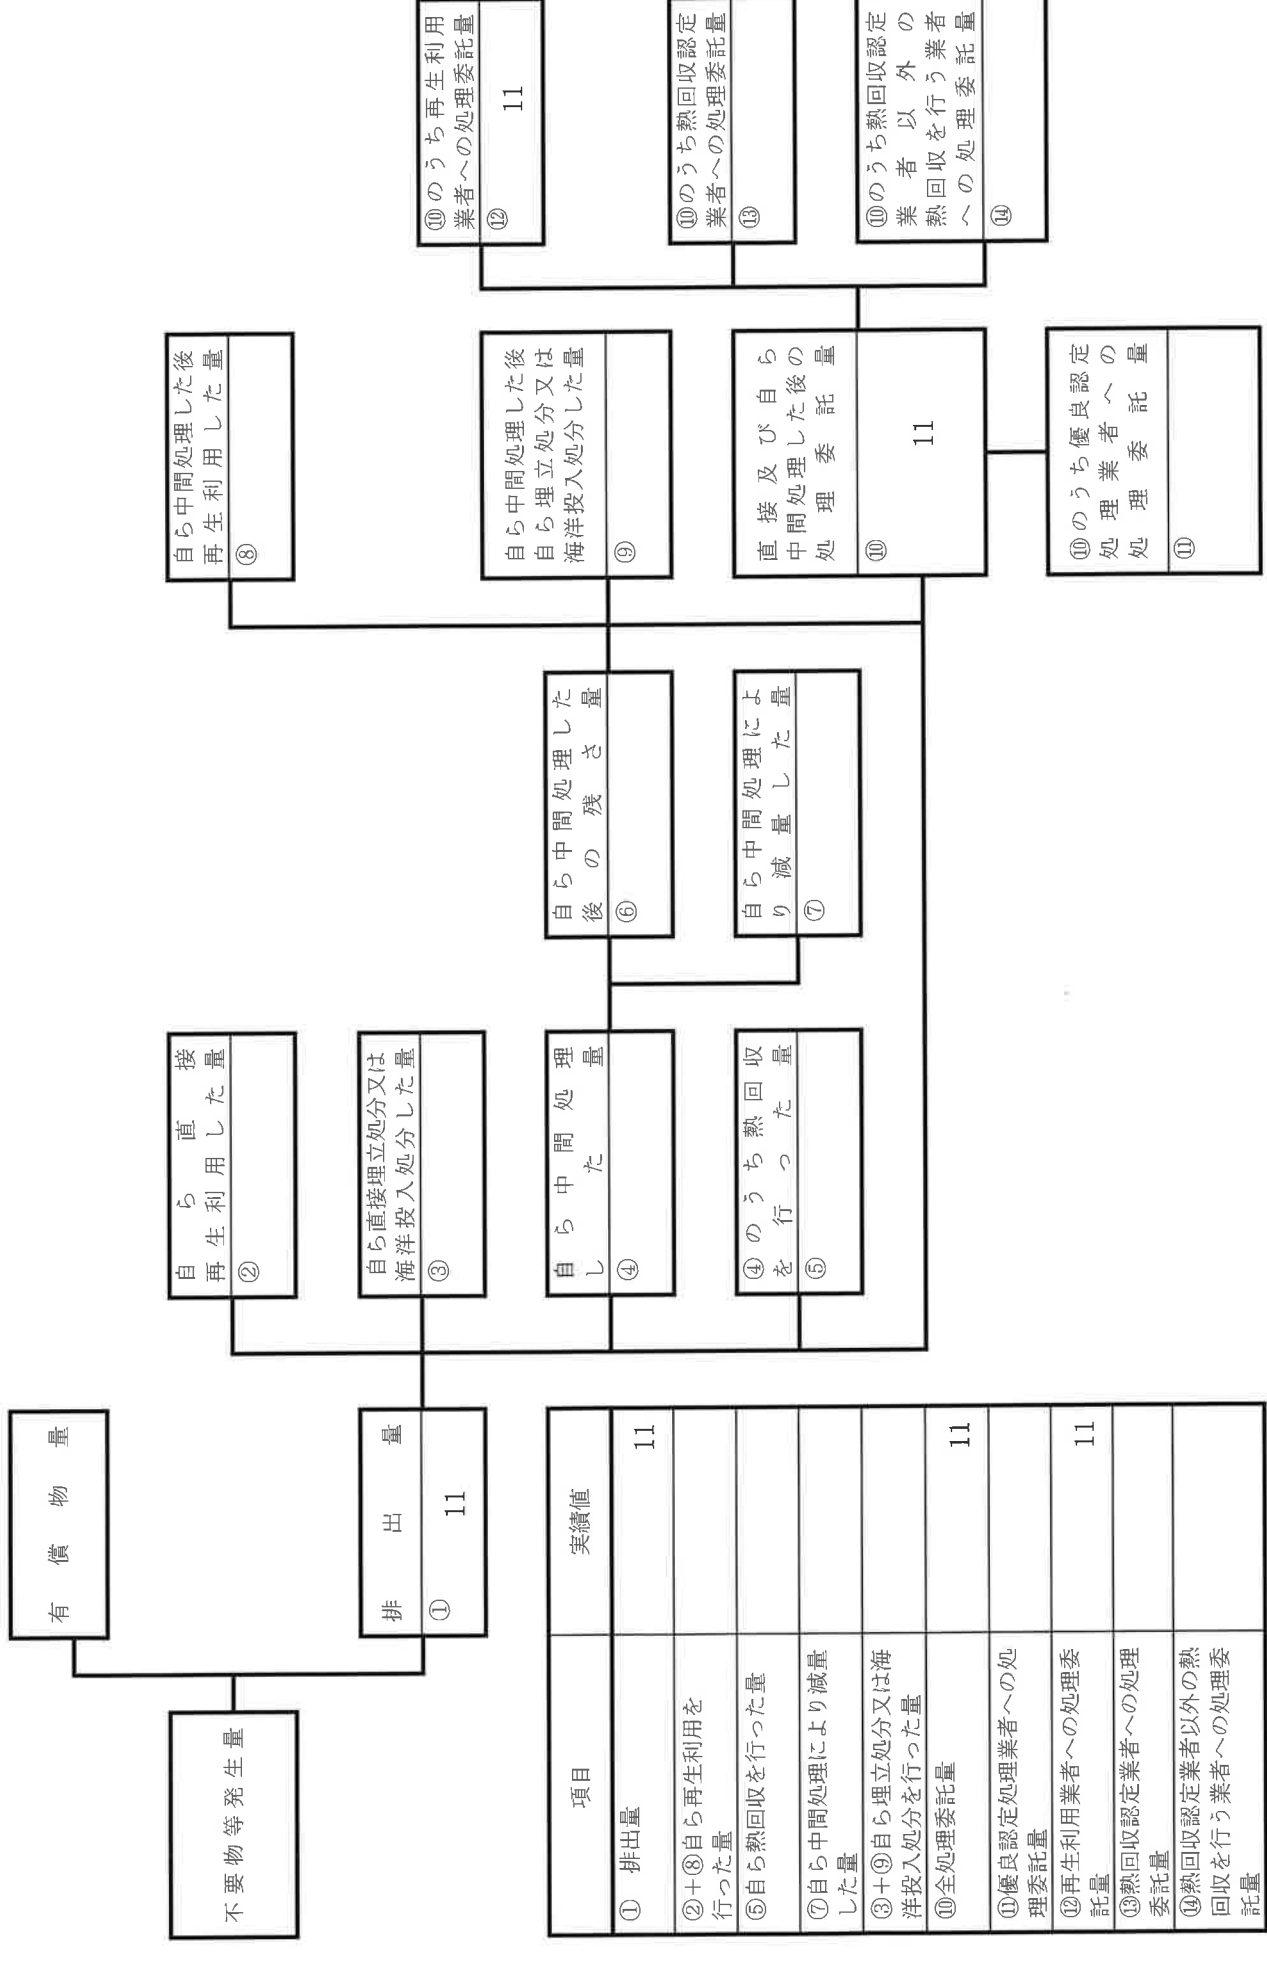 有償物量
不要物等発生量
排出量
① 11
自ら直接
再生利用した量
②
自ら直接埋立処分又は
海洋投入処分した量
③
自ら中間処理
した量
④
④のうち熱回収
を行った量
⑤
自ら中間処理した
後の残さ量
⑥
自ら中間処理によ
り減量した量
⑦
自ら中間処理した後
再生利用した量
⑧
自ら中間処理した後
自ら埋立処分又は
海洋投入処分した量
⑨
直接及び自ら
中間処理した後の
処理委託量
⑩ 11
⑩のうち優良認定
処理業者への
処理委託量
⑪
⑩のうち再生利用
業者への処理委託量
⑫ 11
⑩のうち熱回収認定
業者への処理委託量
⑬
⑩のうち熱回収認定
業者以外の
熱回収を行う業者
への処理委託量
⑭
項目 実績値
① 排出量 11
②+⑧自ら再生利用を
行った量
⑤自ら熱回収を行った量
⑦自ら中間処理により減量
した量
③+⑨自ら埋立処分又は海
洋投入処分を行った量
⑩全処理委託量 11
⑪優良認定処理業者への処
理委託量
⑫再生利用業者への処理委 11
託量
⑬熱回収認定業者への処理
委託量
⑭熱回収認定業者以外の熱
回収を行う業者への処理委
託量